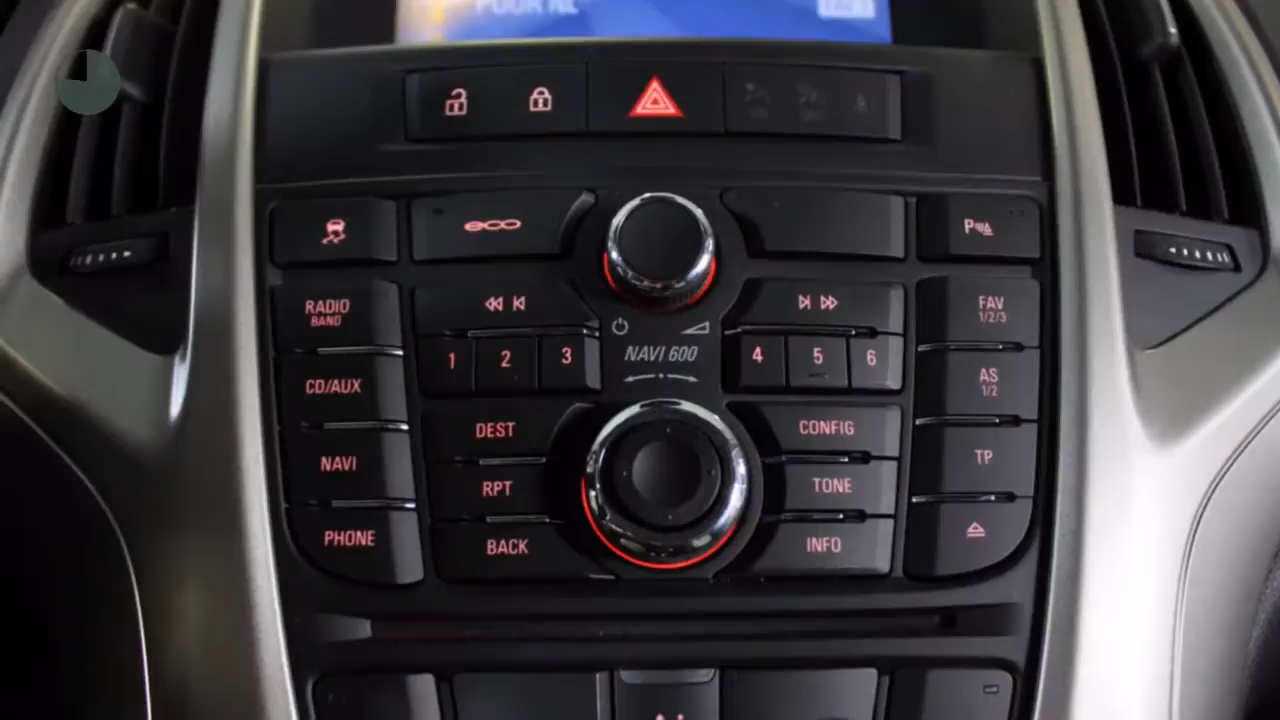 eco
P
RADIO
BAND
FAV
1/2/3
1
2
3
NAVI 600
4
5
6
CD/AUX
AS
1/2
DEST
CONFIG
NAVI
TP
RPT
TONE
PHONE
BACK
INFO